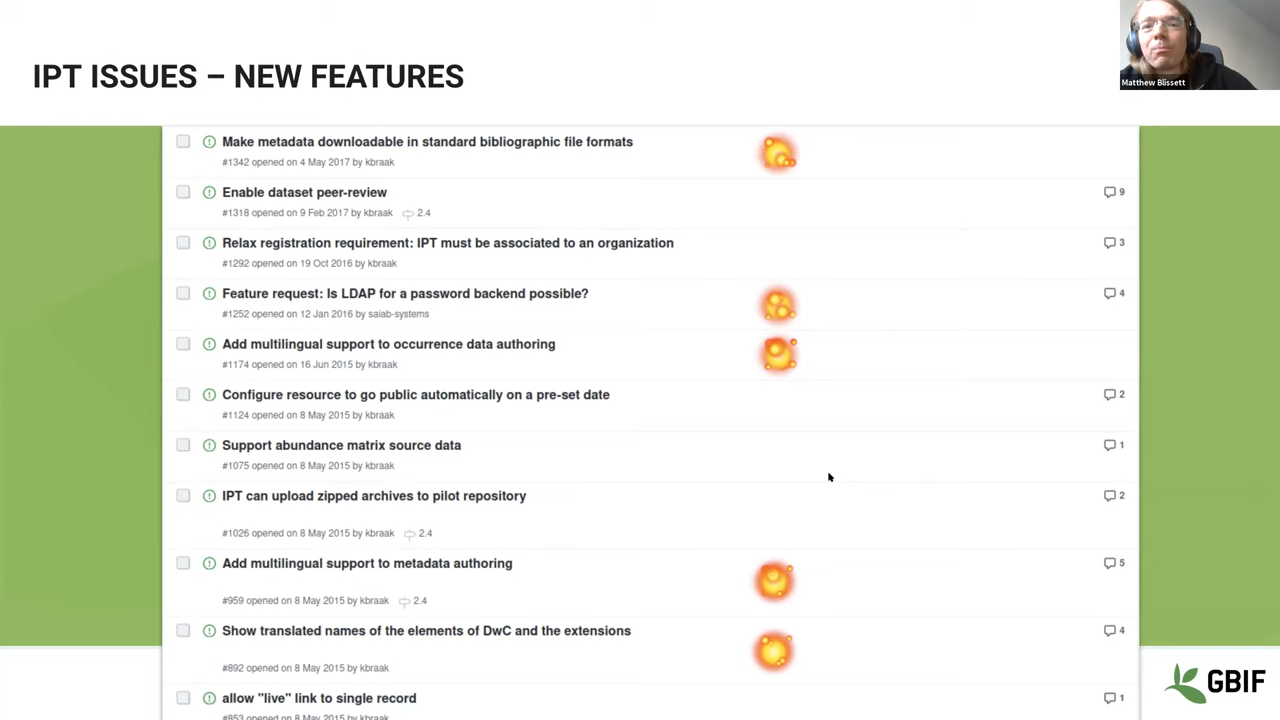 Matthew Blissett
IPT ISSUES – NEW FEATURES
Make metadata downloadable in standard bibliographic file formats
#1342 opened on 4 May 2017 by kbraak
Enable dataset peer-review
9
#1318 opened on 9 Feb 2017 by kbraak 2.4
Relax registration requirement: IPT must be associated to an organization
3
#1292 opened on 19 Oct 2016 by kbraak
Feature request: Is LDAP for a password backend possible?
4
#1252 opened on 12 Jan 2016 by saiab-systems
Add multilingual support to occurrence data authoring
#1174 opened on 16 Jun 2015 by kbraak
Configure resource to go public automatically on a pre-set date
2
#1124 opened on 8 May 2015 by kbraak
Support abundance matrix source data
1
#1075 opened on 8 May 2015 by kbraak
IPT can upload zipped archives to pilot repository
2
#1026 opened on 8 May 2015 by kbraak 2.4
Add multilingual support to metadata authoring
5
#959 opened on 8 May 2015 by kbraak 2.4
Show translated names of the elements of DwC and the extensions
4
#892 opened on 8 May 2015 by kbraak
allow "live" link to single record
1
#853 opened on 8 May 2015 by kbraak
GBIF